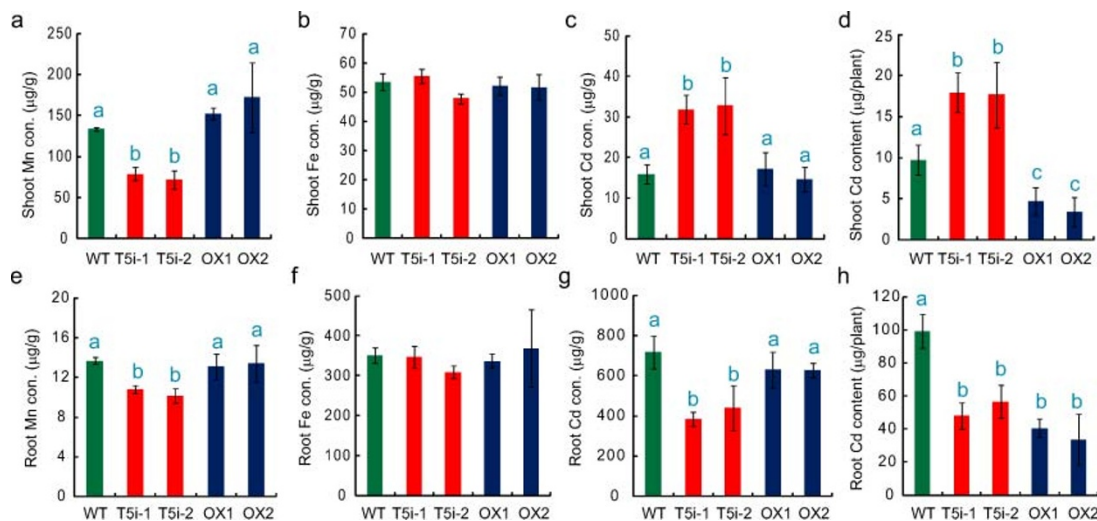 a
Shoot Mn con. (µg/g)
250
200
150
100
50
0
a
b
b
a
a
WT T5i-1 T5i-2 OX1 OX2
b
Shoot Fe con. (µg/g)
70
60
50
40
30
20
10
0
WT T5i-1 T5i-2 OX1 OX2
c
Shoot Cd con. (µg/g)
50
40
30
20
10
0
a
b
b
a
a
WT T5i-1 T5i-2 OX1 OX2
d
Shoot Cd content (µg/plant)
25
20
15
10
5
0
a
b
b
c
c
WT T5i-1 T5i-2 OX1 OX2
e
Root Mn con. (µg/g)
20
16
12
8
4
0
a
b
b
a
a
WT T5i-1 T5i-2 OX1 OX2
f
Root Fe con. (µg/g)
500
400
300
200
100
0
WT T5i-1 T5i-2 OX1 OX2
g
Root Cd con. (µg/g)
1000
800
600
400
200
0
a
b
b
a
a
WT T5i-1 T5i-2 OX1 OX2
h
Root Cd content (µg/plant)
120
100
80
60
40
20
0
a
b
b
b
b
WT T5i-1 T5i-2 OX1 OX2